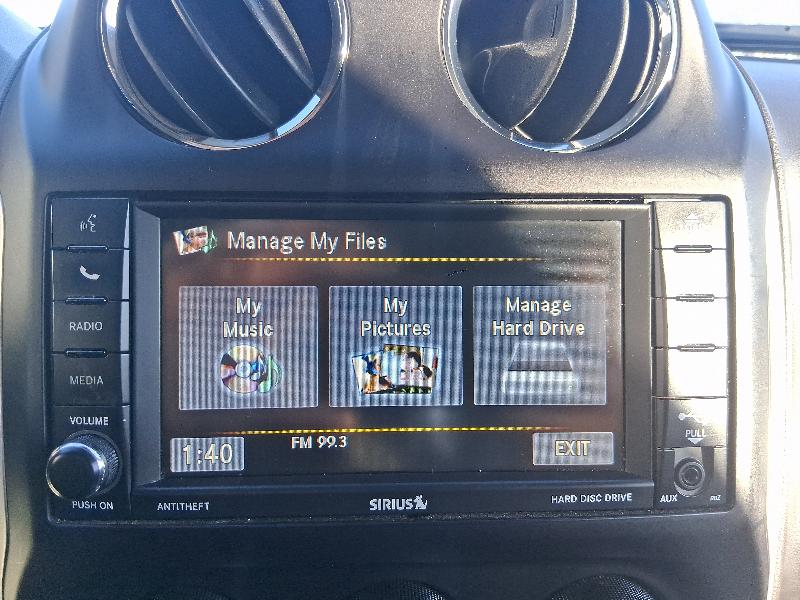 Manage My Files
My
Music
My
Pictures
Manage
Hard Drive
RADIO
MEDIA
VOLUME
1:40
FM 99.3
EXIT
PULL
PUSH ON
ANTITHEFT
SIRIUS
HARD DISC DRIVE
AUX